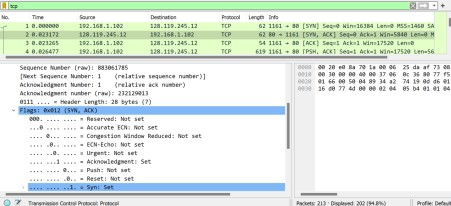 tcp
No. Time Source Destination Protocol Length Info
1 0.000000 192.168.1.102 128.119.245.12 TCP 62 1161 → 80 [SYN] Seq=0 Win=16384 Len=0 MSS=1460 SA
2 0.023172 128.119.245.12 192.168.1.102 TCP 62 80 → 1161 [SYN, ACK] Seq=0 Ack=1 Win=5840 Len=0 M
3 0.023265 192.168.1.102 128.119.245.12 TCP 54 1161 → 80 [ACK] Seq=1 Ack=1 Win=17520 Len=0
4 0.026477 192.168.1.102 128.119.245.12 TCP 619 1161 → 80 [PSH, ACK] Seq=1 Ack=1 Win=17520 Len=56
Sequence Number (raw): 883061785
[Next Sequence Number: 1 (relative sequence number)]
Acknowledgment Number: 1 (relative ack number)
Acknowledgment number (raw): 232129013
0111 .... = Header Length: 28 bytes (7)
Flags: 0x012 (SYN, ACK)
000. .... .... = Reserved: Not set
...0 .... .... = Accurate ECN: Not set
.... 0... .... = Congestion Window Reduced: Not set
.... .0.. .... = ECN-Echo: Not set
.... ..0. .... = Urgent: Not set
.... ...1 .... = Acknowledgment: Set
.... .... 0... = Push: Not set
.... .... .0.. = Reset: Not set
.... .... ..1. = Syn: Set
0000 00 20 e0 8a 70 1a 00 06 25 da af 73 08
0010 00 30 00 00 40 00 37 06 0c 36 80 77 f5
0020 01 66 00 50 04 89 34 a2 74 19 0d d6 01
0030 16 d0 77 4d 00 00 02 04 05 b4 01 01 04
Transmission Control Protocol: Protocol
Packets: 213 · Displayed: 202 (94.8%)
Profile: Default